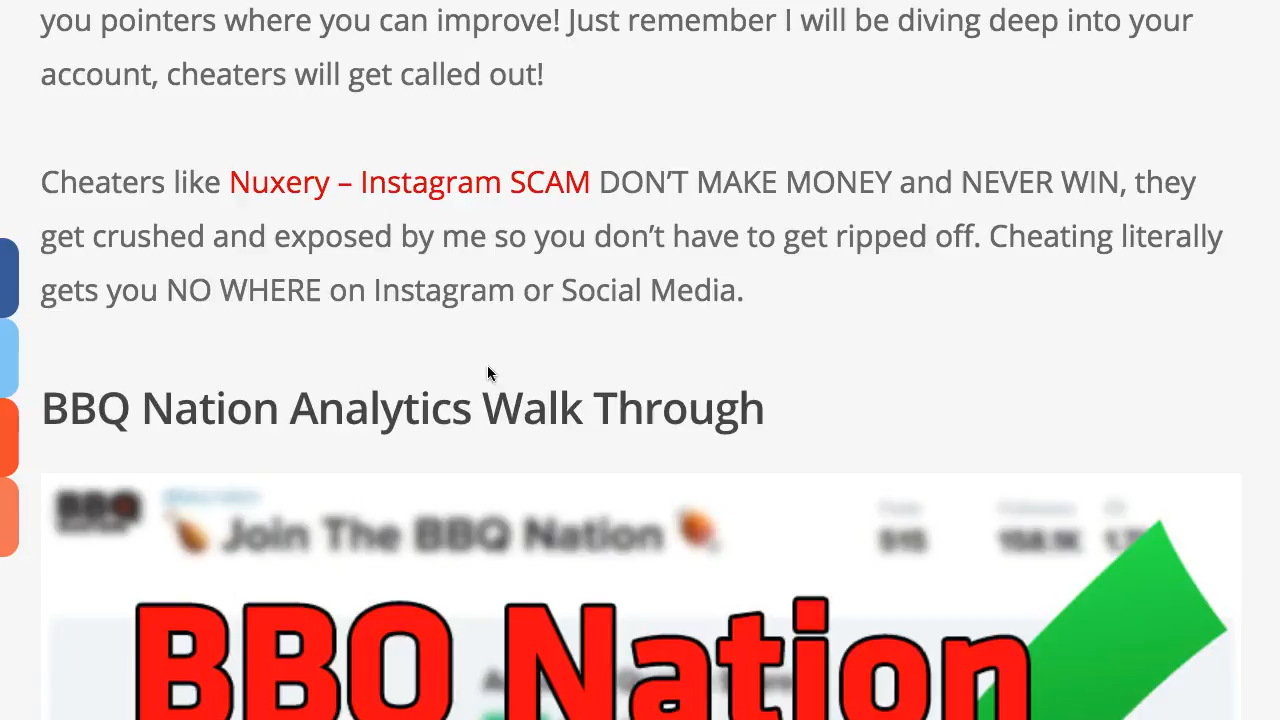 you pointers where you can improve! Just remember I will be diving deep into your
account, cheaters will get called out!
Cheaters like Nuxery – Instagram SCAM DON'T MAKE MONEY and NEVER WIN, they
get crushed and exposed by me so you don't have to get ripped off. Cheating literally
gets you NO WHERE on Instagram or Social Media.
BBQ Nation Analytics Walk Through
BBQ
Join The BBQ Nation
515
BBQ Nation